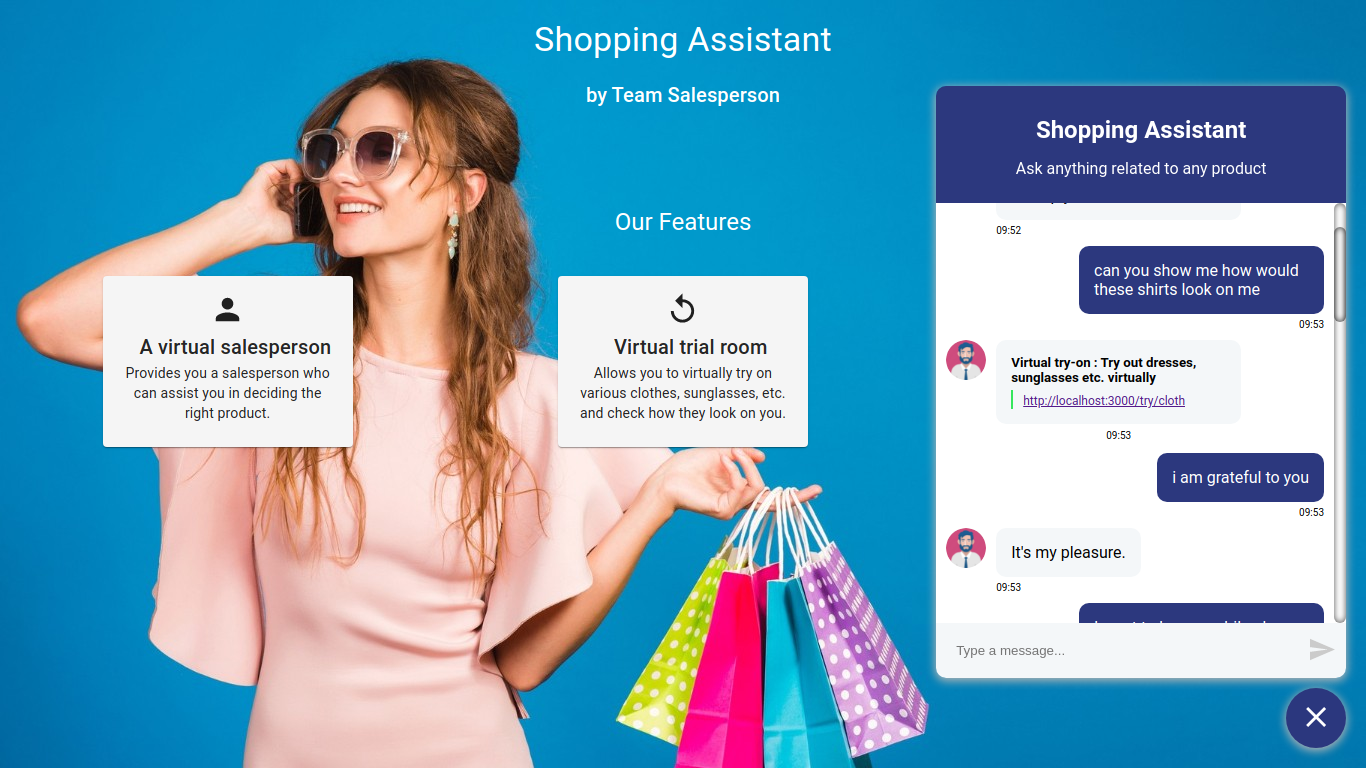 Shopping Assistant
by Team Salesperson
Our Features
A virtual salesperson
Provides you a salesperson who
can assist you in deciding the
right product.
Virtual trial room
Allows you to virtually try on
various clothes, sunglasses, etc.
and check how they look on you.
Shopping Assistant
Ask anything related to any product
09:52
can you show me how would
these shirts look on me
09:53
Virtual try-on : Try out dresses,
sunglasses etc. virtually
http://localhost:3000/try/cloth
09:53
i am grateful to you
09:53
It's my pleasure.
09:53
Type a message...